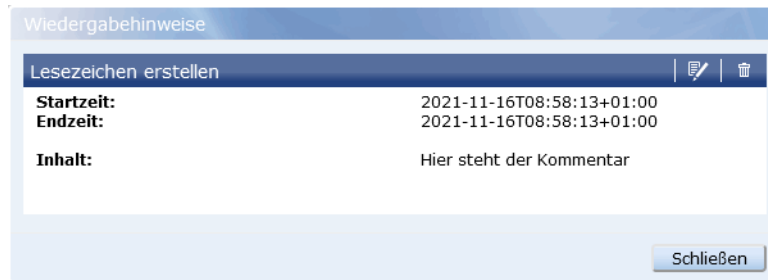 Wiedergabehinweise
Lesezeichen erstellen
Startzeit: 2021-11-16T08:58:13+01:00
Endzeit: 2021-11-16T08:58:13+01:00
Inhalt: Hier steht der Kommentar
Schließen